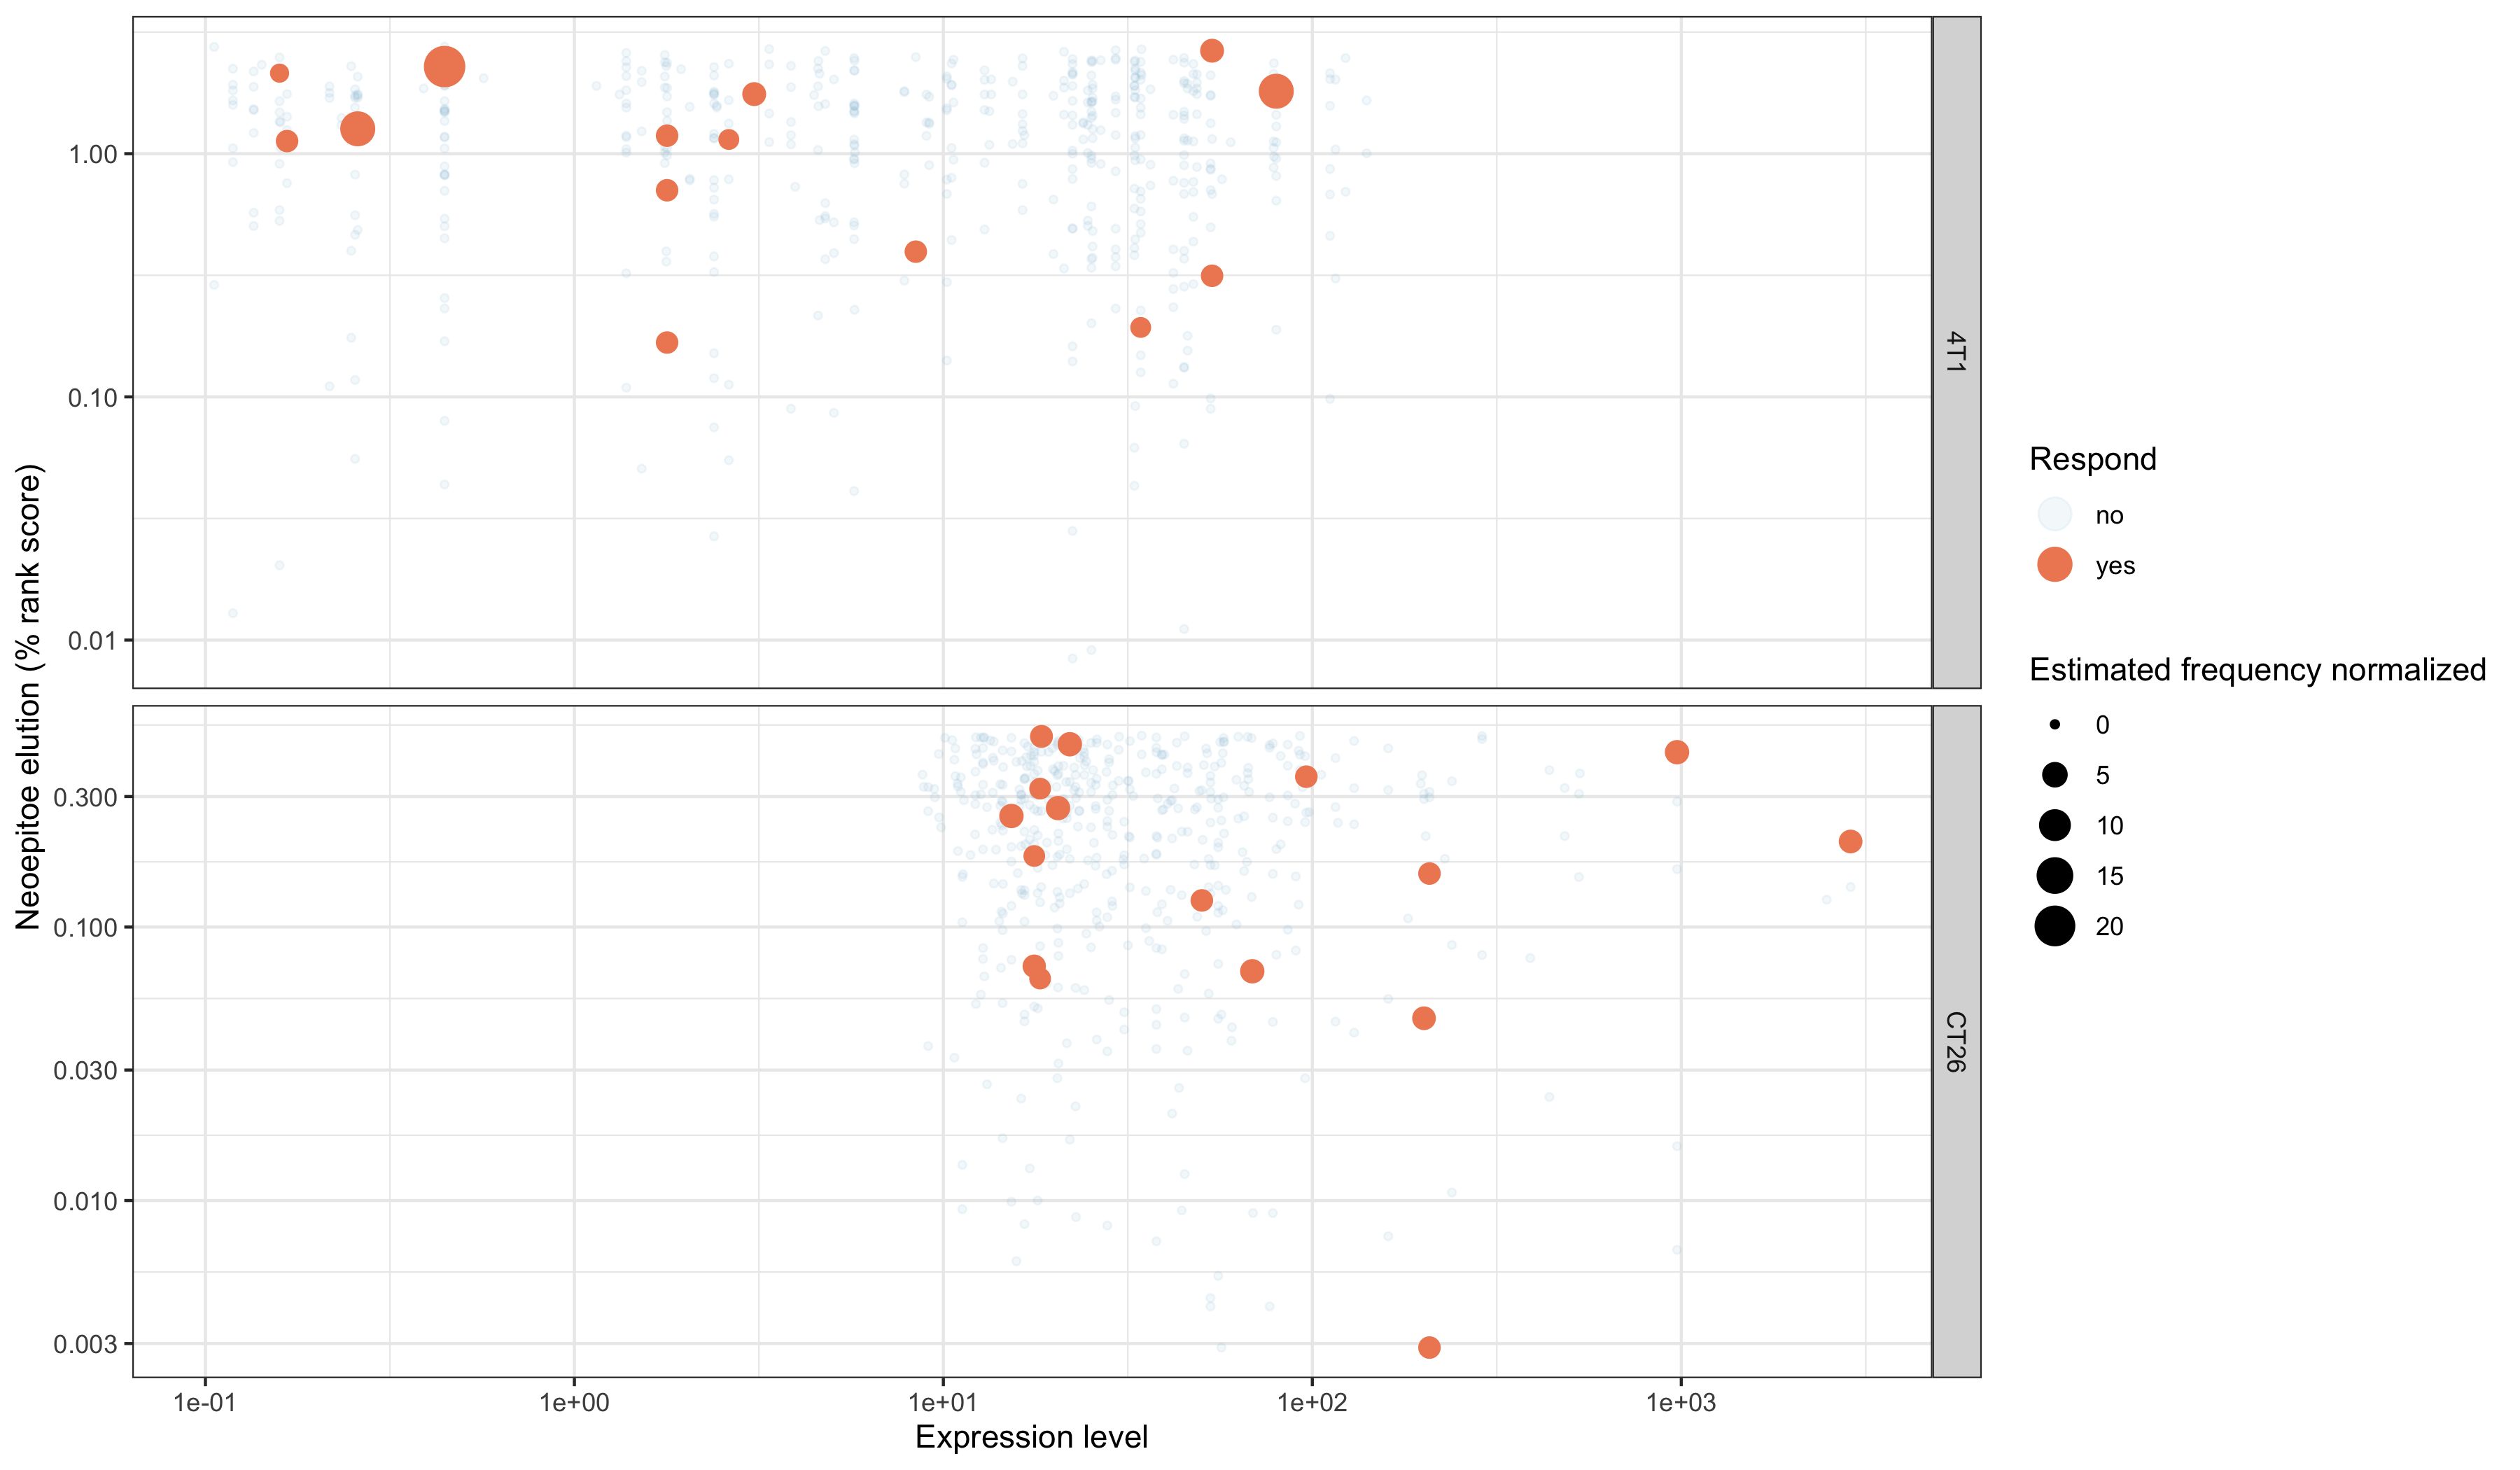 Neoepitoe elution (% rank score)
1.00
0.10
0.01
4T1
0.300
0.100
0.030
0.010
0.003
CT26
1e-01
1e+00
1e+01
1e+02
1e+03
Expression level
Respond
no
yes
Estimated frequency normalized
0
5
10
15
20